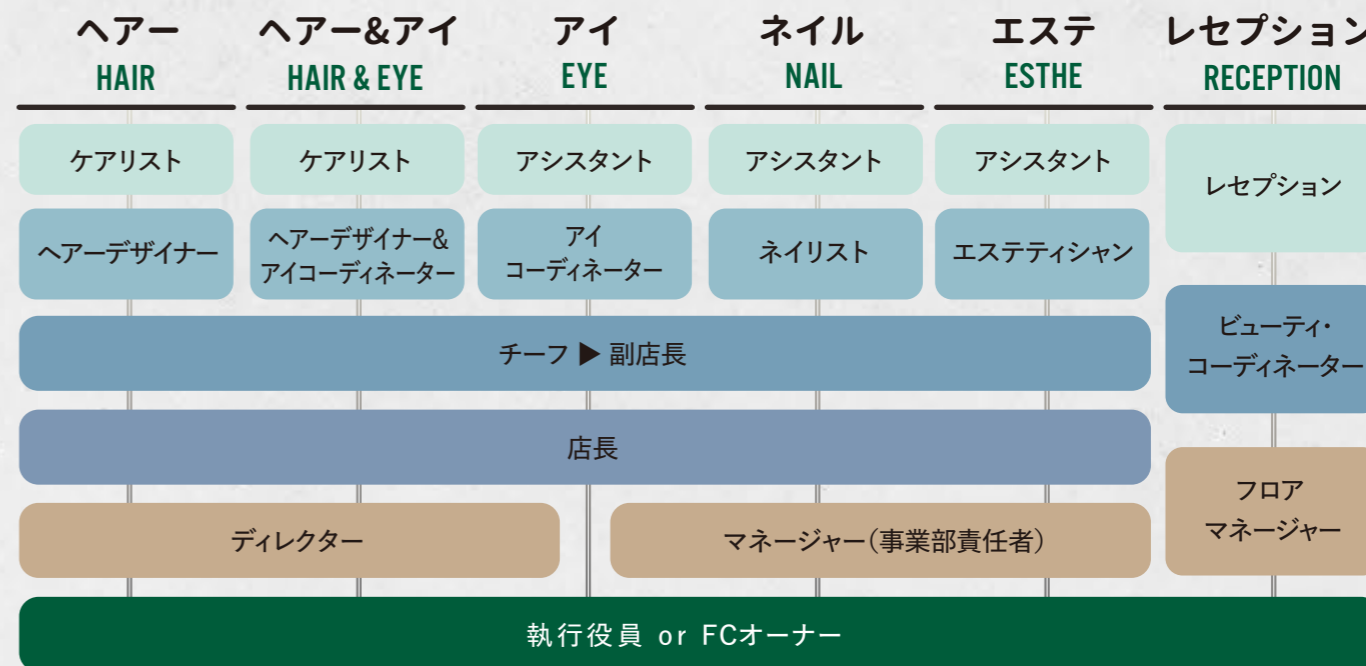 ヘアー
HAIR
ヘアー&アイ
HAIR & EYE
アイ
EYE
ネイル
NAIL
エステ
ESTHE
レセプション
RECEPTION
ケアリスト
ケアリスト
アシスタント
アシスタント
アシスタント
レセプション
ヘアーデザイナー
ヘアーデザイナー&
アイコーディネーター
アイ
コーディネーター
ネイリスト
エステティシャン
ビューティ・
コーディネーター
チーフ ▶ 副店長
店長
フロア
マネージャー
ディレクター
マネージャー(事業部責任者)
執行役員 or FCオーナー